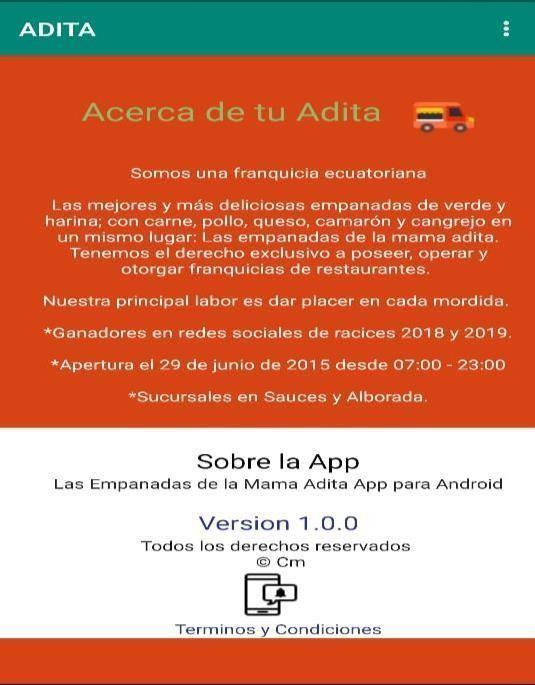 ADITA
Acerca de tu Adita
Somos una franquicia ecuatoriana
Las mejores y más deliciosas empanadas de verde y
harina; con carne, pollo, queso, camarón y cangrejo en
un mismo lugar: Las empanadas de la mama adita.
Tenemos el derecho exclusivo a poseer, operar y
otorgar franquicias de restaurantes.
Nuestra principal labor es dar placer en cada mordida.
*Ganadores en redes sociales de racices 2018 y 2019.
*Apertura el 29 de junio de 2015 desde 07:00 - 23:00
*Sucursales en Sauces y Alborada.
Sobre la App
Las Empanadas de la Mama Adita App para Android
Version 1.0.0
Todos los derechos reservados
© Cm
Terminos y Condiciones